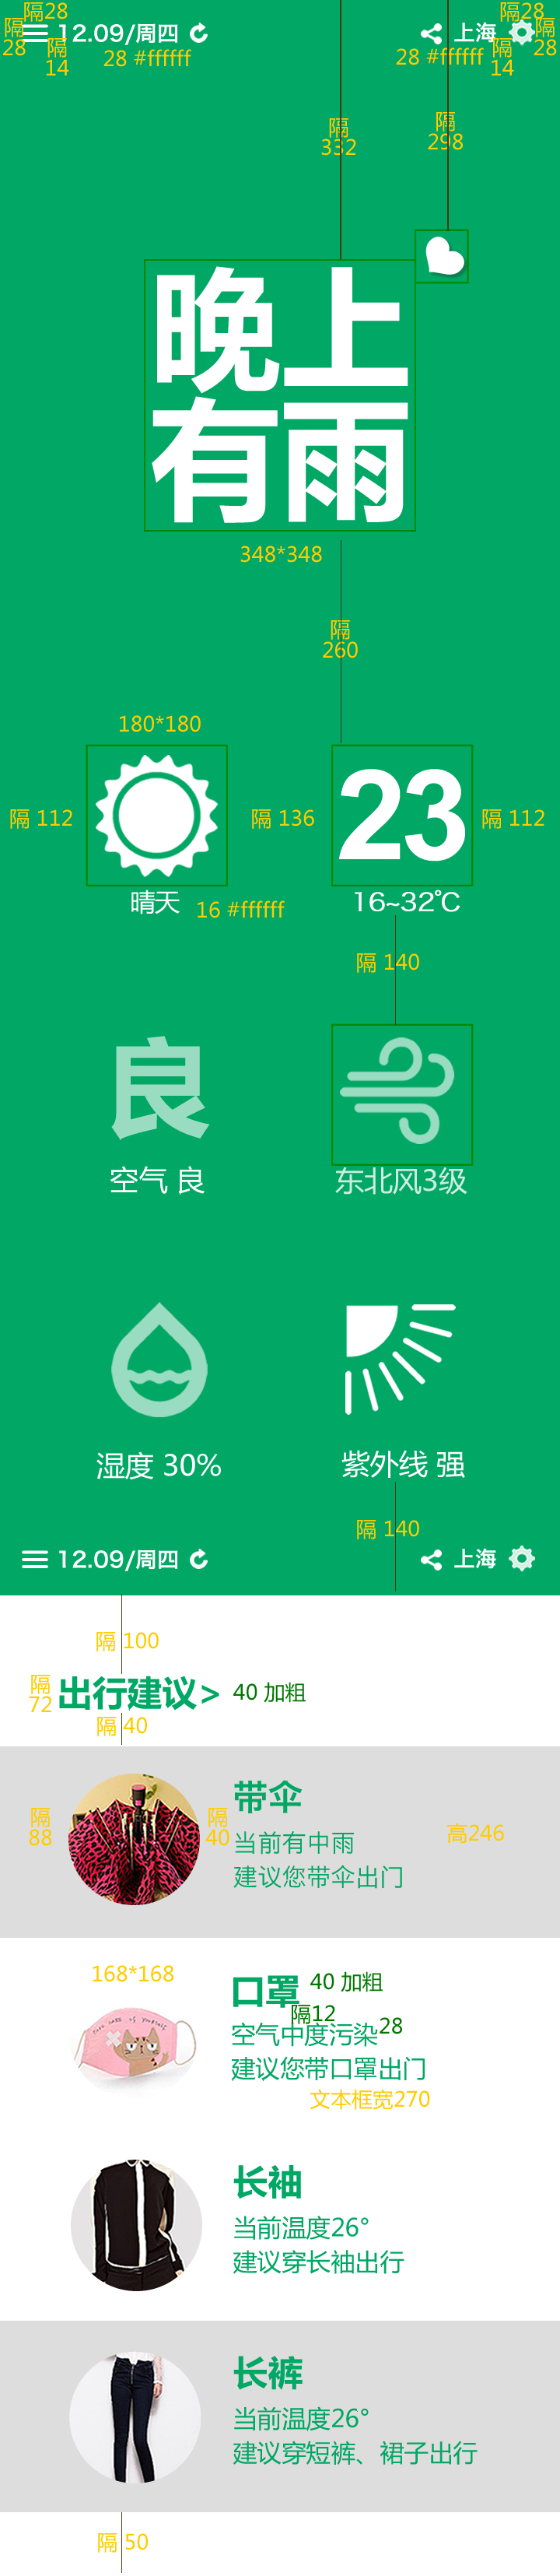 隔28
隔28
隔
28
12.09/周四
上海
隔
28
隔
14
28 #ffffff
28 #ffffff
隔
14
隔
332
隔
298
晚上
有雨
348*348
隔
260
180*180
隔 112
隔 136
23
隔 112
晴天
16 #ffffff
16~32℃
隔 140
良
空气 良
东北风3级
湿度 30%
紫外线 强
隔 140
12.09/周四
上海
隔 100
隔
72
出行建议>
40 加粗
隔 40
隔
88
隔
40
带伞
当前有中雨
建议您带伞出门
高246
168*168
口罩
40 加粗
隔12
空气中度污染
28
建议您带口罩出门
文本框宽270
长袖
当前温度26°
建议穿长袖出行
长裤
当前温度26°
建议穿短裤、裙子出行
隔 50